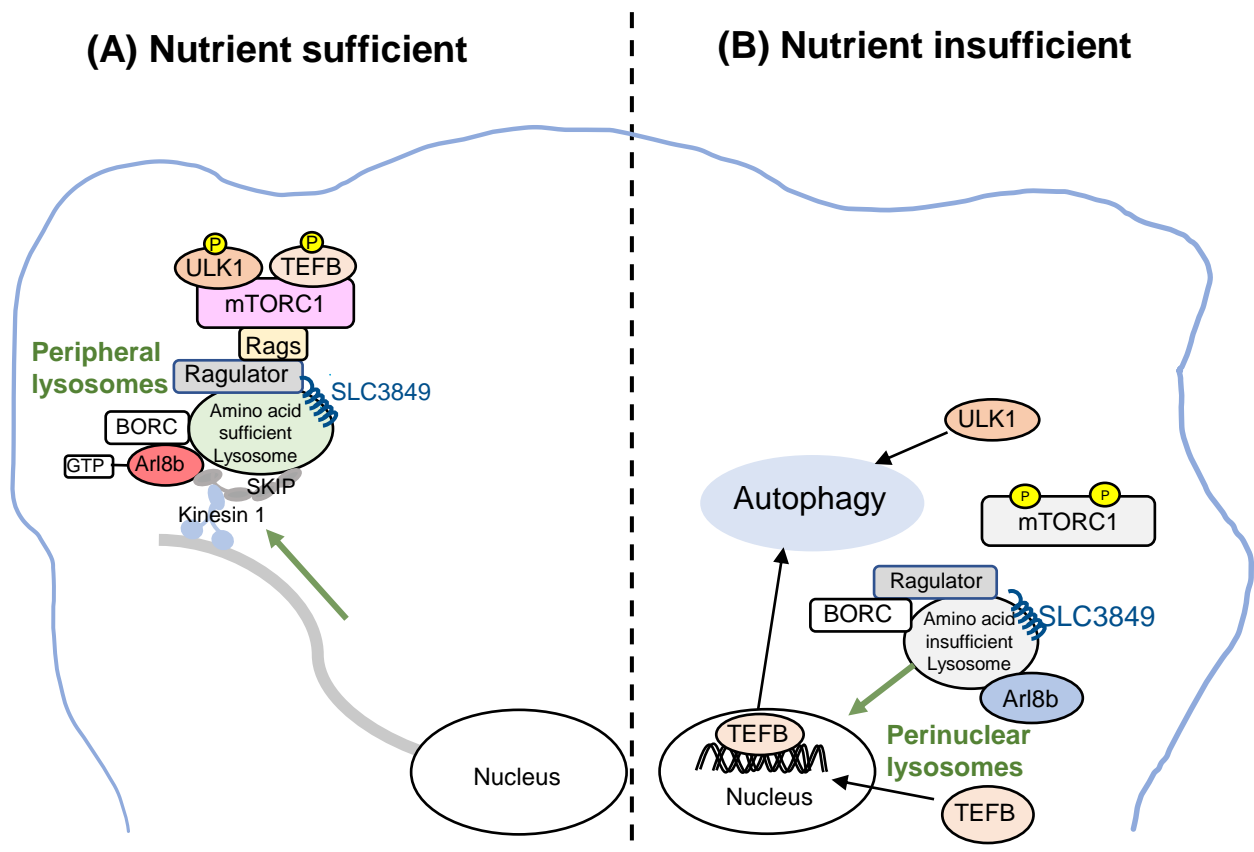 (A) Nutrient sufficient
P
P
ULK1
TEFB
mTORC1
Rags
Peripheral
lysosomes
Ragulator
SLC3849
Amino acid
sufficient
Lysosome
BORC
GTP
Arl8b
SKIP
Kinesin 1
Nucleus
(B) Nutrient insufficient
ULK1
Autophagy
P
P
mTORC1
Ragulator
BORC
Amino acid
insufficient
Lysosome
SLC3849
Arl8b
TEFB
Nucleus
Perinuclear
lysosomes
TEFB